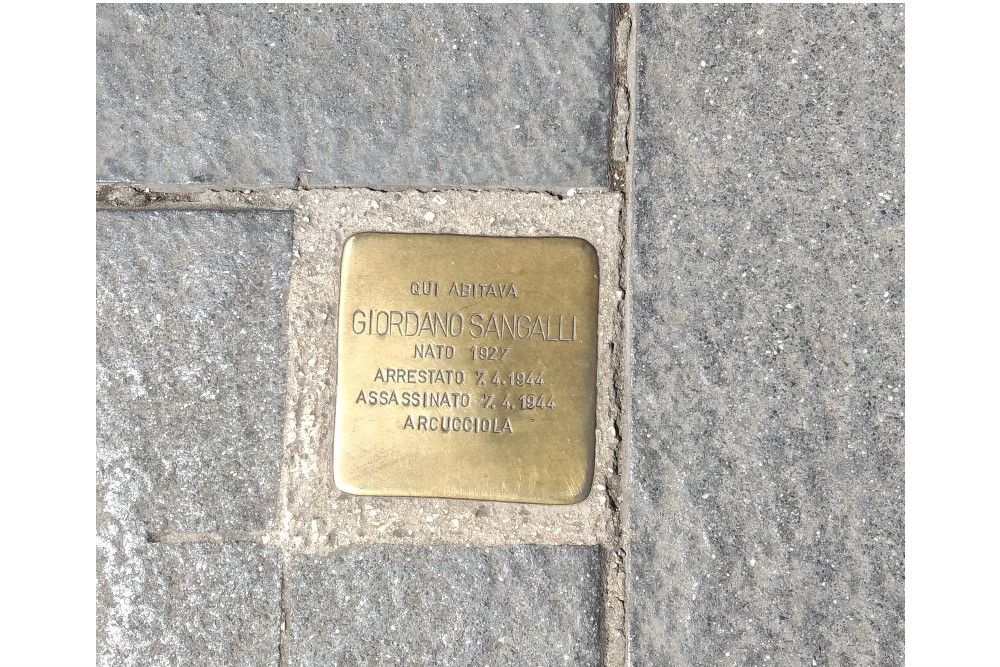 QUI ABITAVA
GIORDANO SANGALLI
NATO 1927
ARRESTATO 7.4.1944
ASSASSINATO 7.4.1944
ARCUCCIOLA